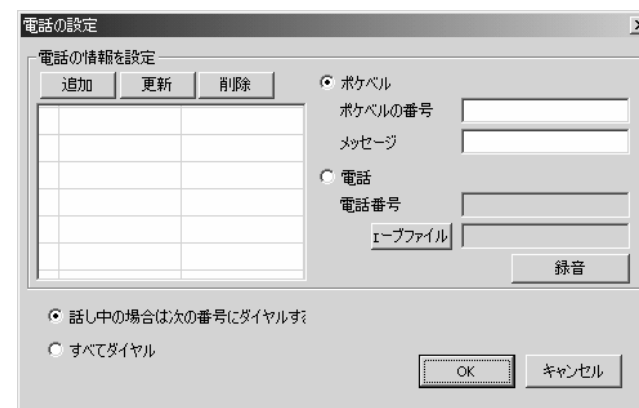 電話の設定
電話の情報を設定
追加 更新 削除
ポケベル
ポケベルの番号
メッセージ
電話
電話番号
ェーブファイル
録音
話し中の場合は次の番号にダイヤルす
すべてダイヤル
OK キャンセル